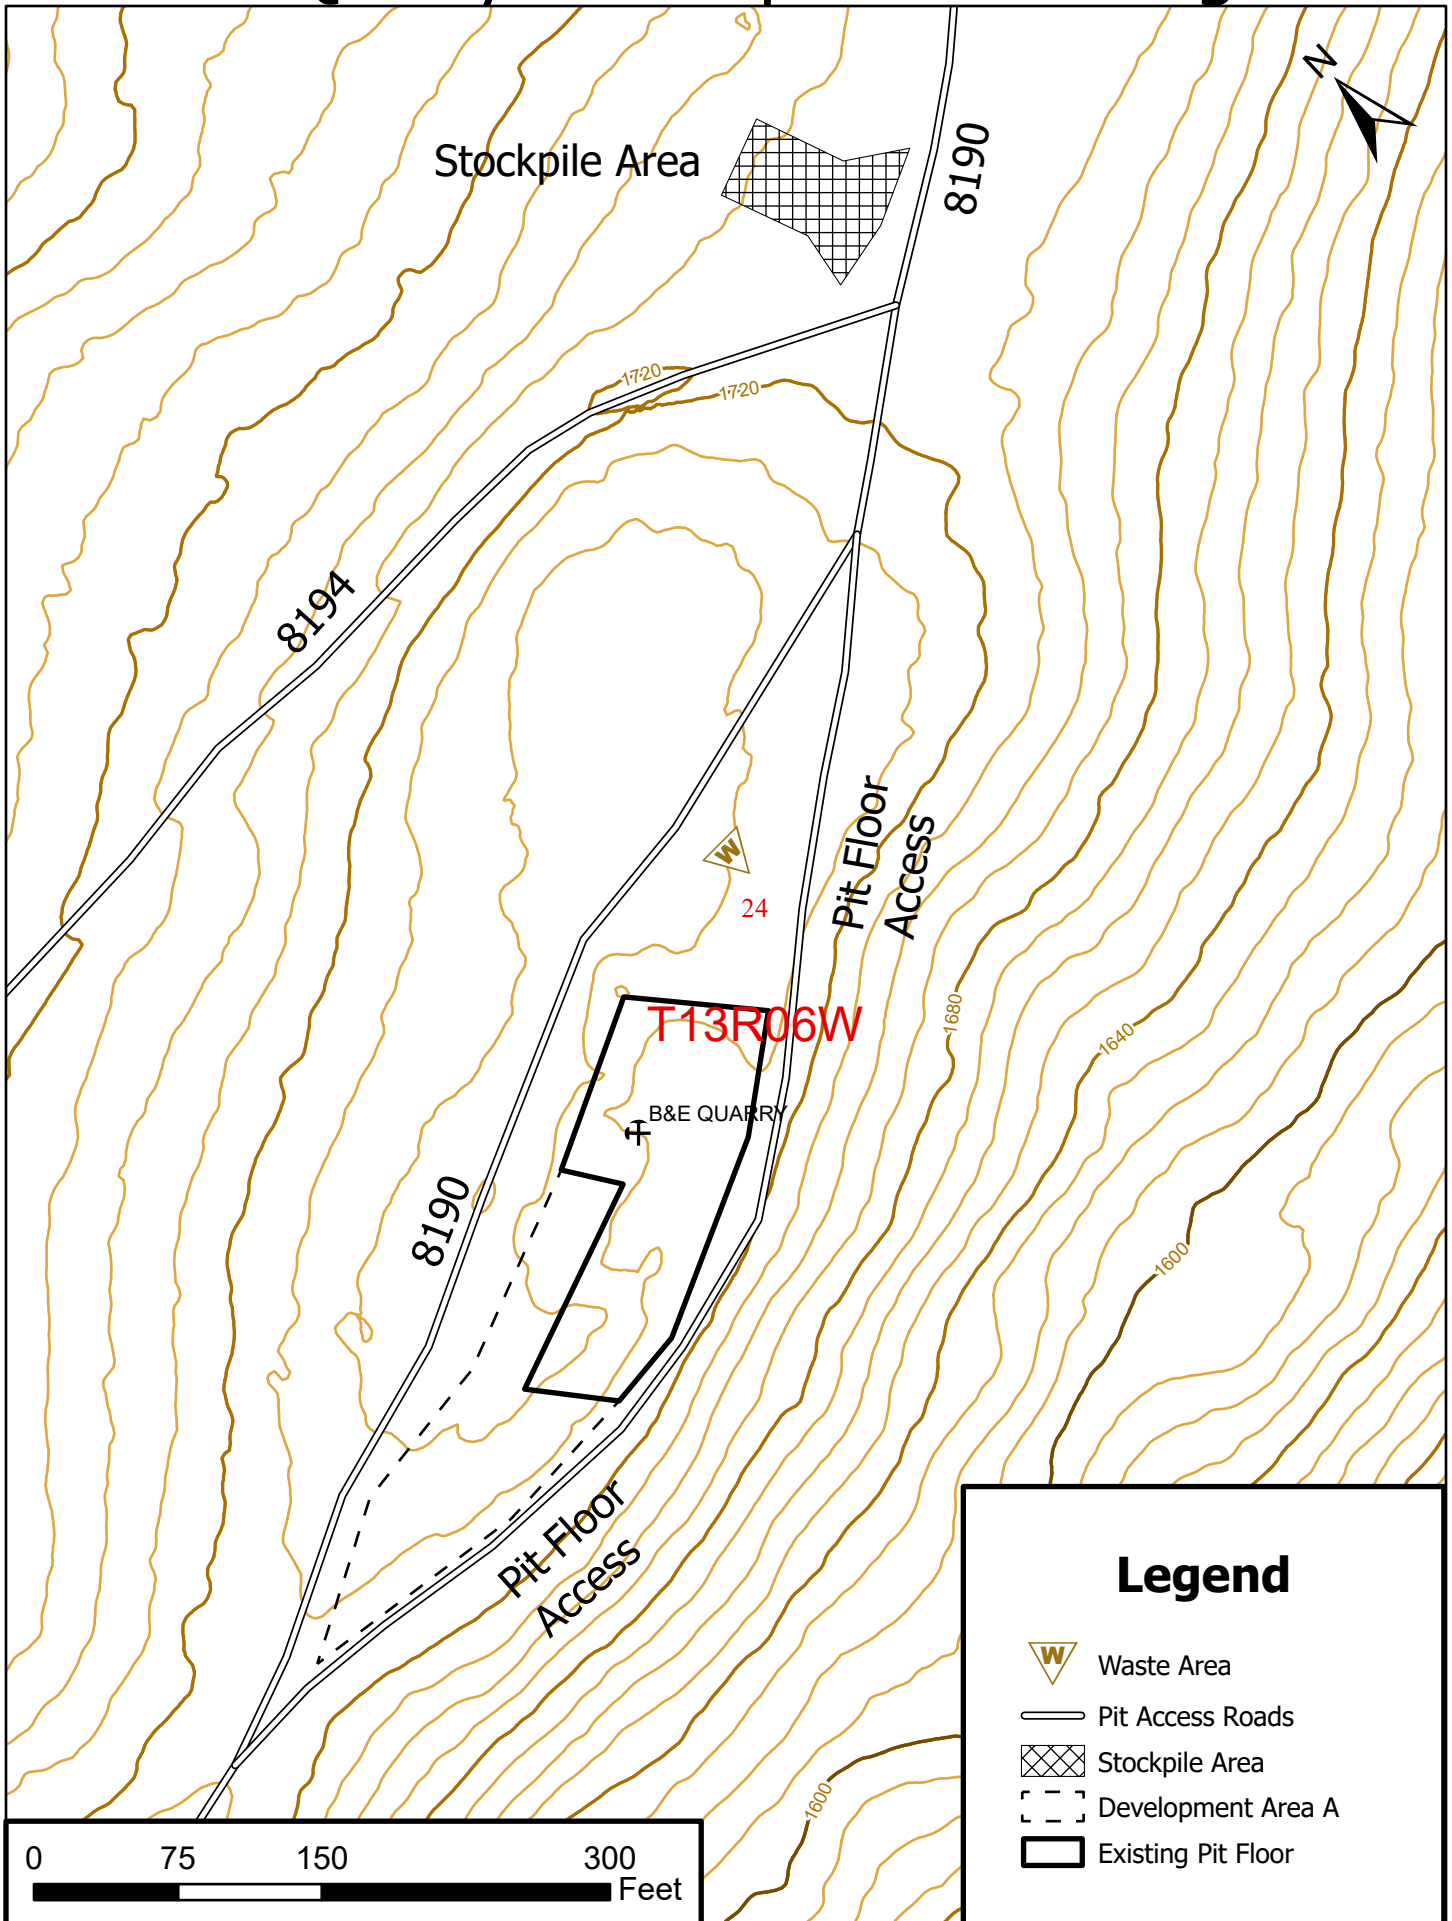 N
Stockpile Area
8190
1720
1720
8194
Pit Floor
Access
24
1680
T13R06W
1640
B&E QUARRY
8190
1600
Pit Floor
Access
1600
Legend
W
W Waste Area
Pit Access Roads
Stockpile Area
Development Area A
Existing Pit Floor
0 75 150 300
Feet